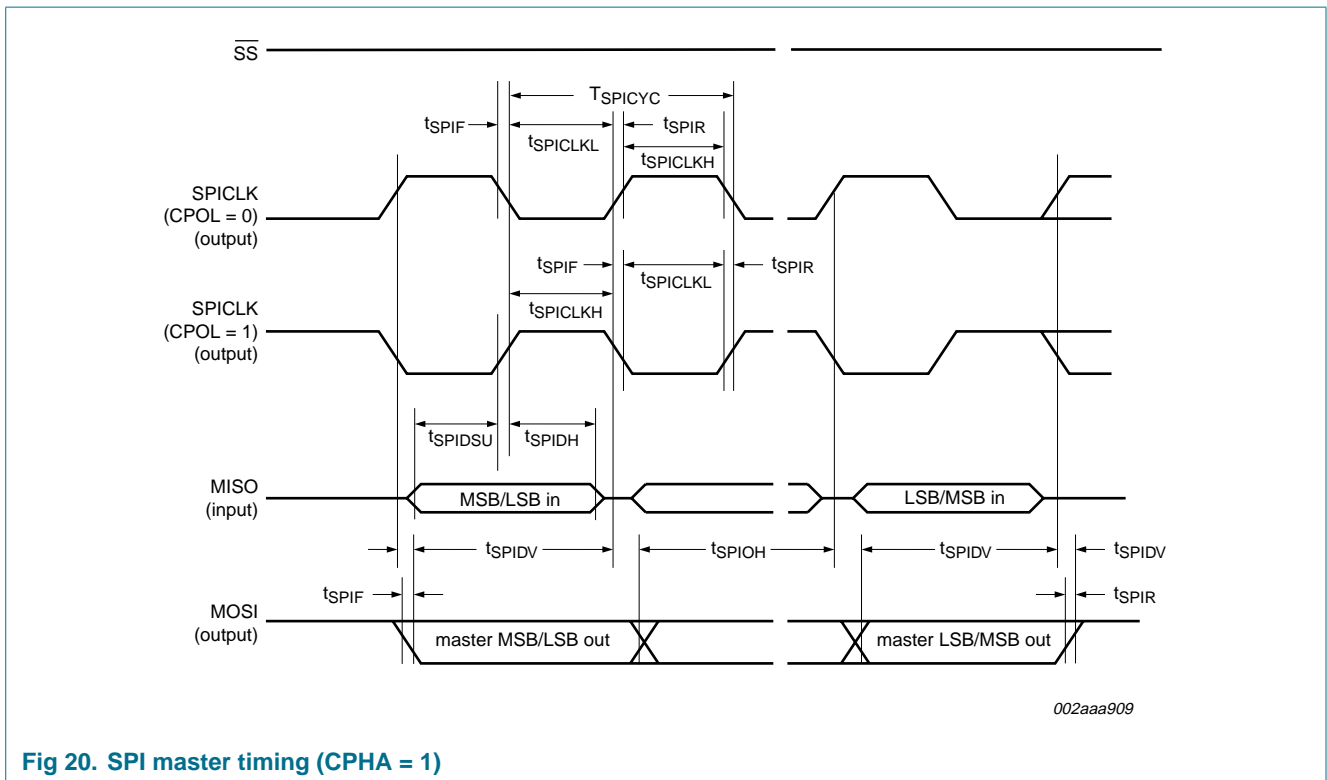 SS
TSPICYC
tSPIF
tSPIR
tSPICLKL
tSPICLKH
SPICLK
(CPOL = 0)
(output)
tSPIF
tSPICLKL
tSPIR
tSPICLKH
SPICLK
(CPOL = 1)
(output)
tSPIDSU
tSPIDH
MISO
(input)
MSB/LSB in
LSB/MSB in
tSPIDV
tSPIOH
tSPIDV
tSPIDV
tSPIF
tSPIR
MOSI
(output)
master MSB/LSB out
master LSB/MSB out
002aaa909
Fig 20. SPI master timing (CPHA = 1)